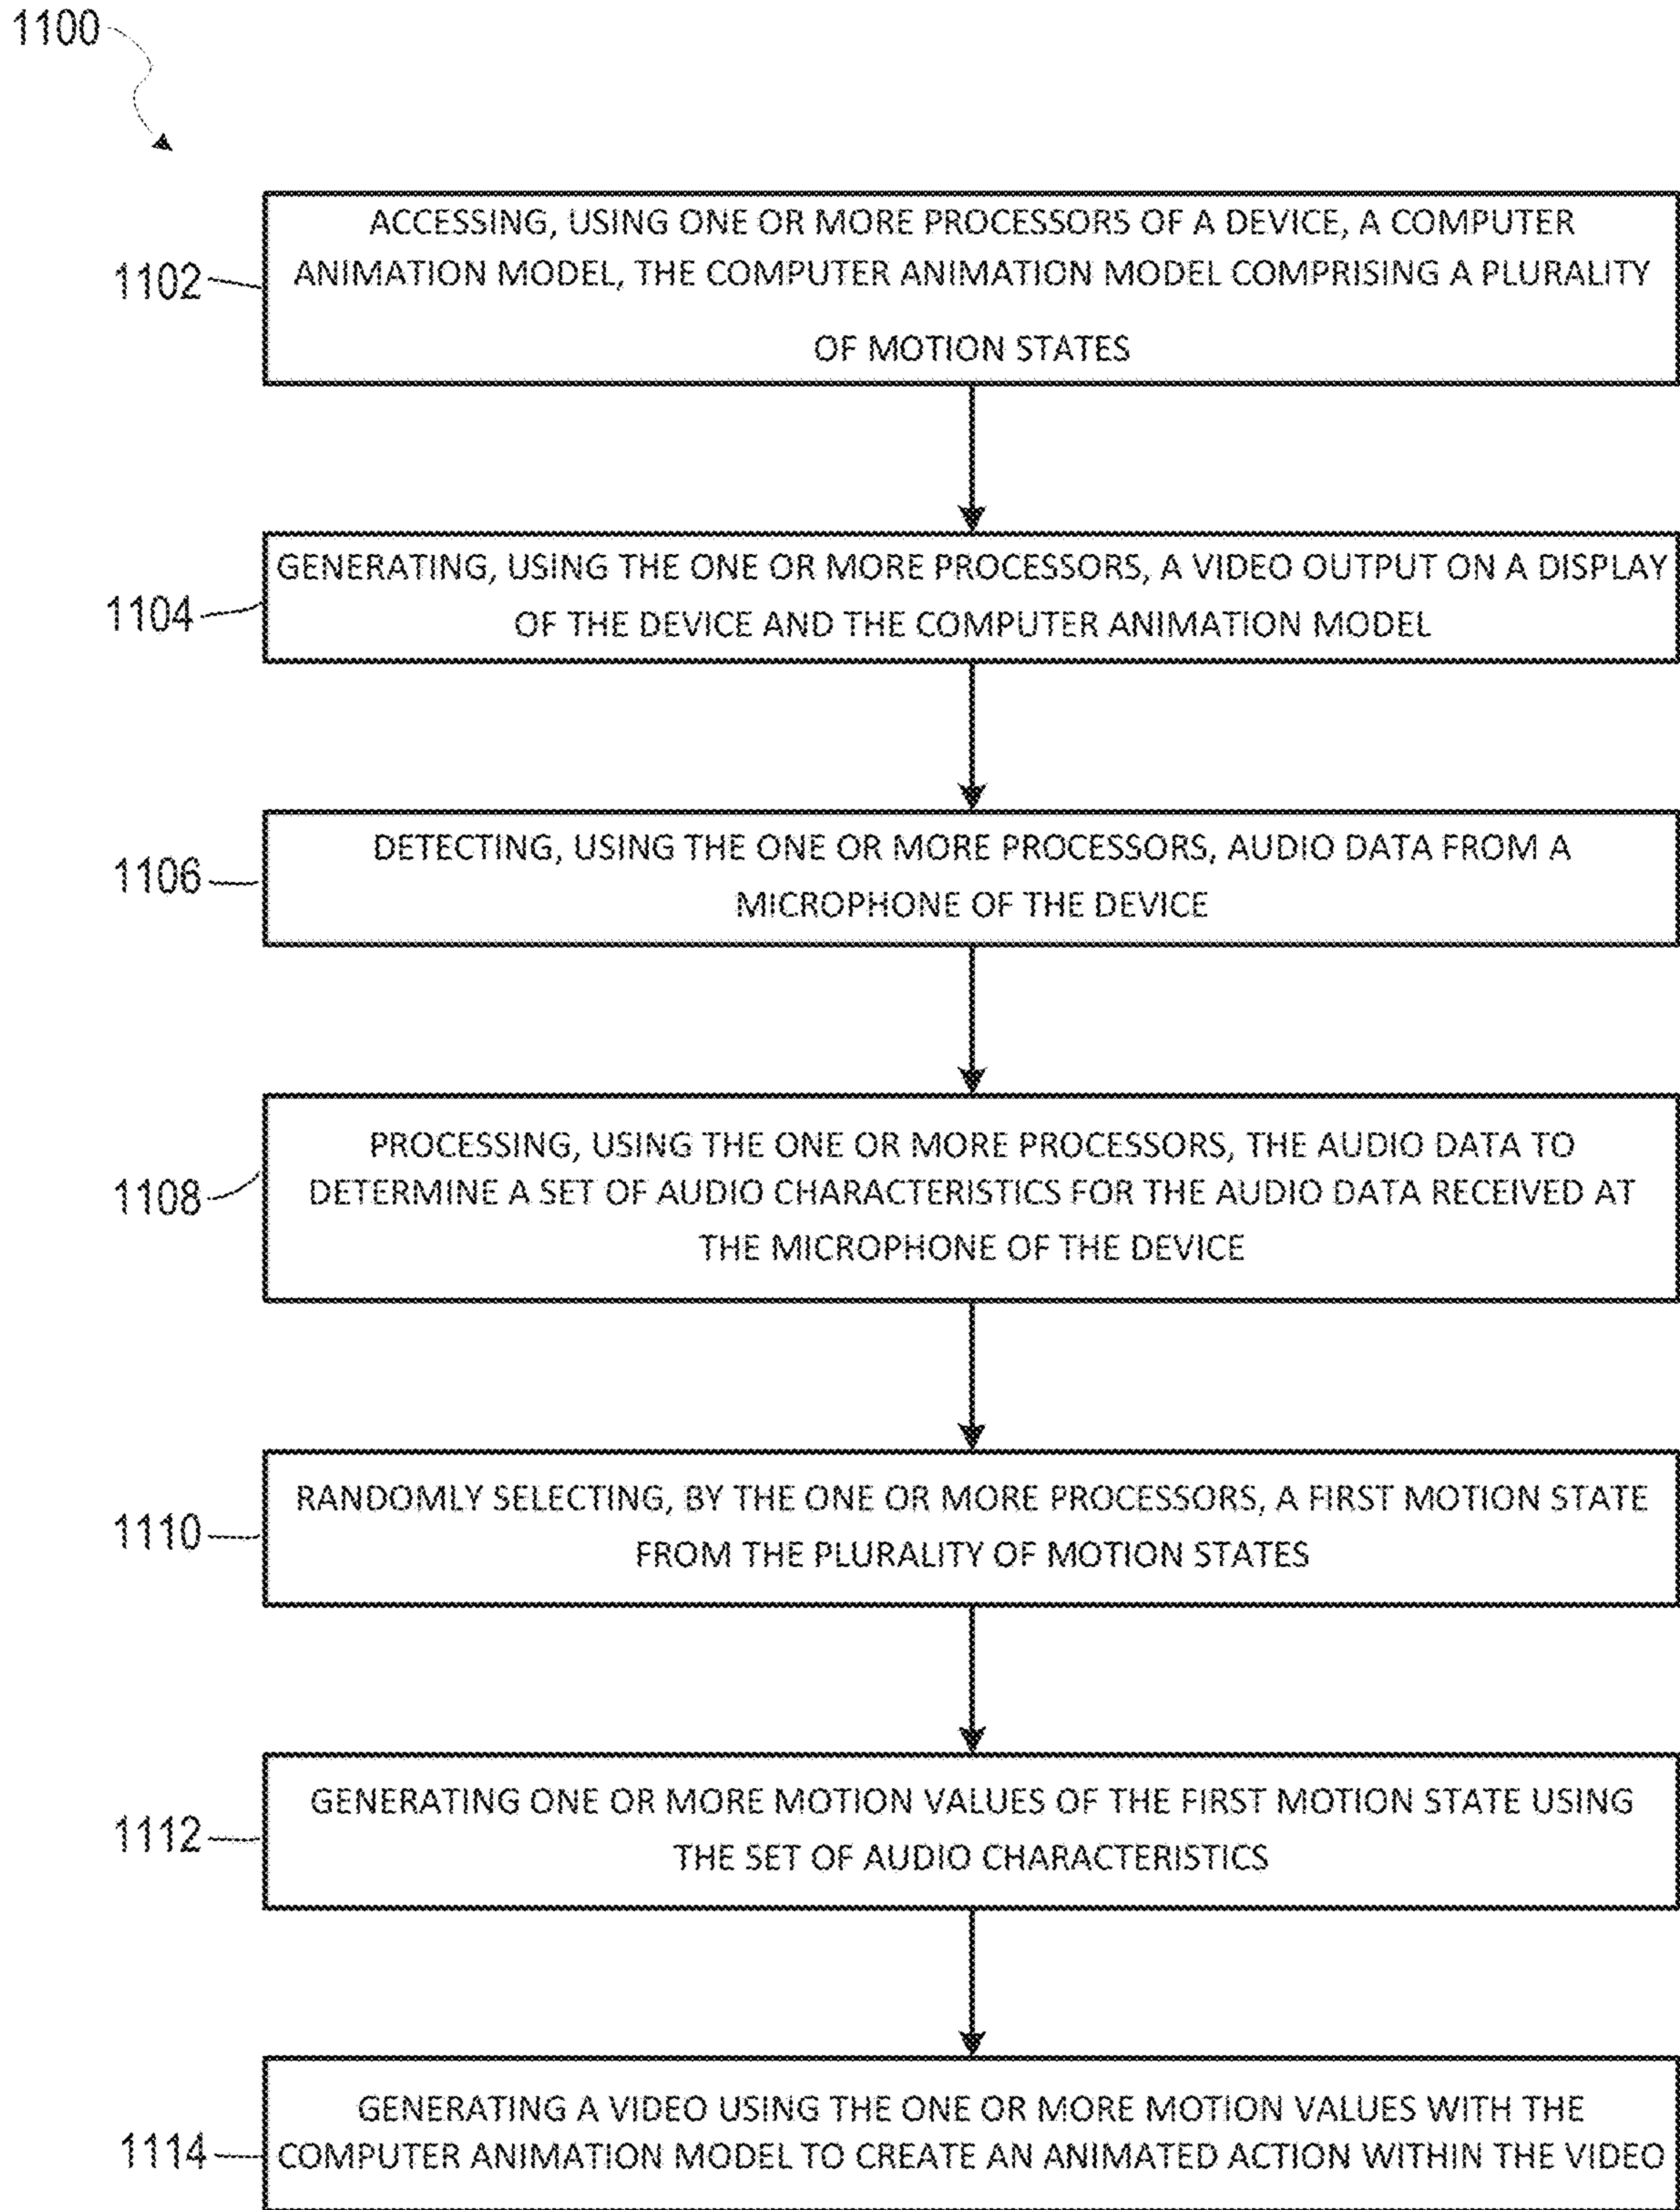 1100
ACCESSING, USING ONE OR MORE PROCESSORS OF A DEVICE, A COMPUTER
ANIMATION MODEL, THE COMPUTER ANIMATION MODEL COMPRISING A PLURALITY
OF MOTION STATES
1102
GENERATING, USING THE ONE OR MORE PROCESSORS, A VIDEO OUTPUT ON A DISPLAY
OF THE DEVICE AND THE COMPUTER ANIMATION MODEL
1104
DETECTING, USING THE ONE OR MORE PROCESSORS, AUDIO DATA FROM A
MICROPHONE OF THE DEVICE
1106
PROCESSING, USING THE ONE OR MORE PROCESSORS, THE AUDIO DATA TO
DETERMINE A SET OF AUDIO CHARACTERISTICS FOR THE AUDIO DATA RECEIVED AT
THE MICROPHONE OF THE DEVICE
1108
RANDOMLY SELECTING, BY THE ONE OR MORE PROCESSORS, A FIRST MOTION STATE
FROM THE PLURALITY OF MOTION STATES
1110
GENERATING ONE OR MORE MOTION VALUES OF THE FIRST MOTION STATE USING
THE SET OF AUDIO CHARACTERISTICS
1112
GENERATING A VIDEO USING THE ONE OR MORE MOTION VALUES WITH THE
COMPUTER ANIMATION MODEL TO CREATE AN ANIMATED ACTION WITHIN THE VIDEO
1114